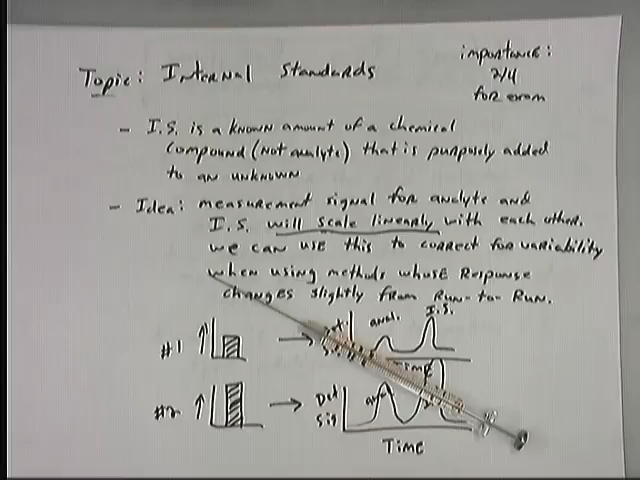 Topic: Internal Standards
importance:
2/4
for exam
- I.S. is a known amount of a chemical
compound (not analyte) that is purposely added
to an unknown
- Idea: measurement signal for analyte and
I.S. will scale linearly with each other.
we can use this to correct for variability
when using methods whose Response
changes slightly from Run-to-Run.
#1
anal.
I.S.
Time
#2
Det
Sig
Time